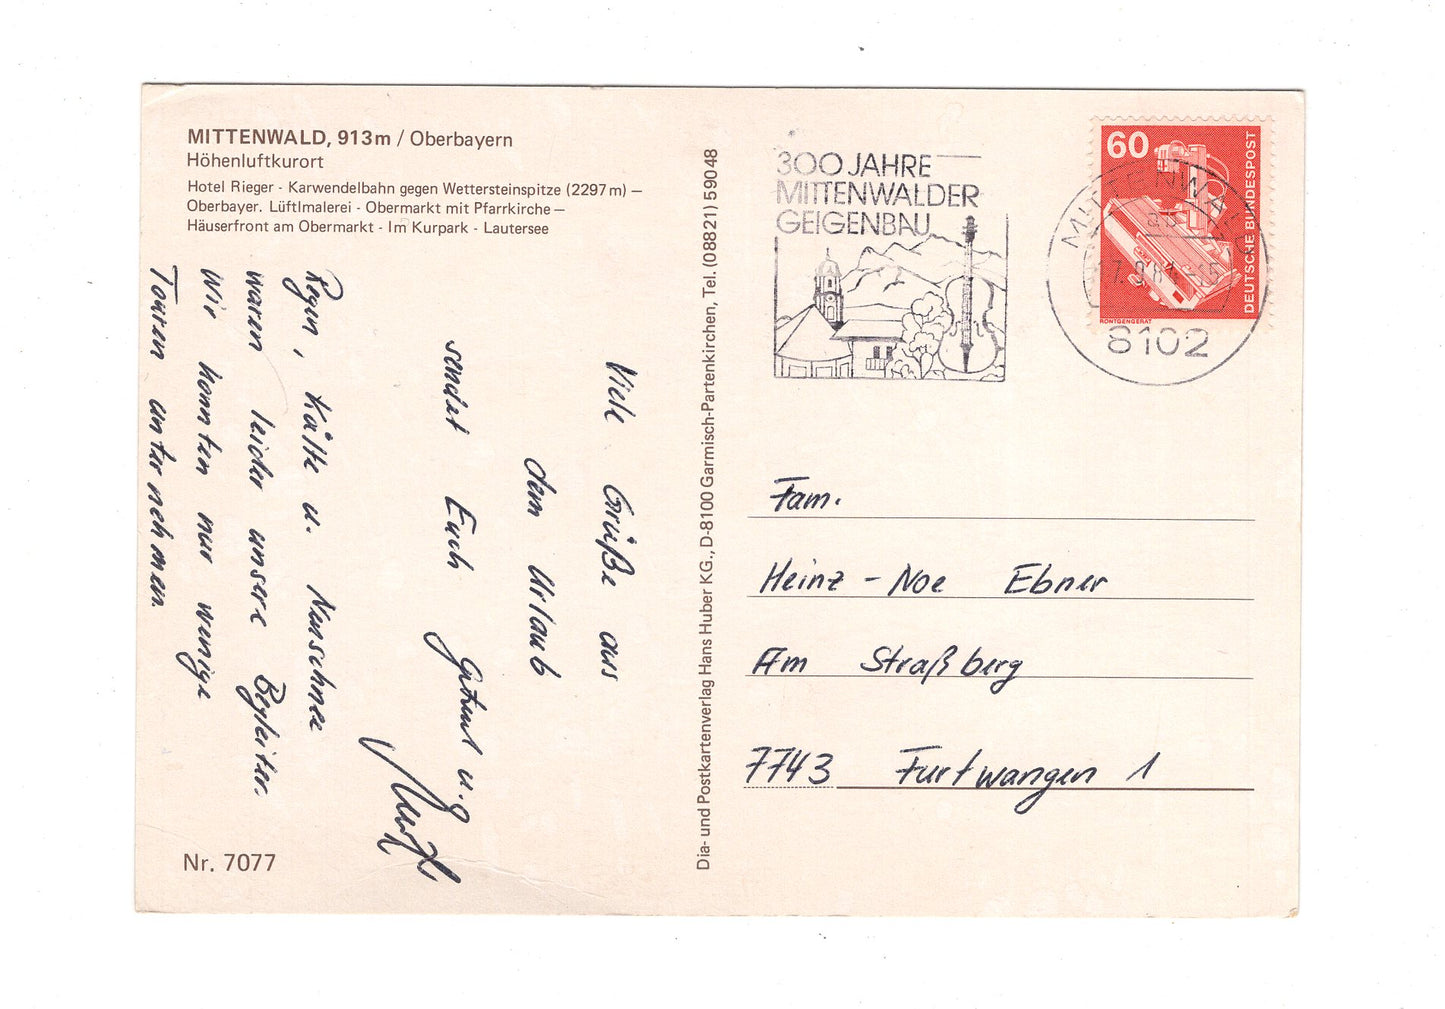 MITTENWALD, 913m / Oberbayern
Höhenluftkurort
Hotel Rieger - Karwendelbahn gegen Wettersteinspitze (2297 m) –
Oberbayer. Lüftlmalerei - Obermarkt mit Pfarrkirche –
Häuserfront am Obermarkt - Im Kurpark - Lautersee
Viele Grüße aus
dem Urlaub
sendet Euch
Regen, Kälte u. Neuschnee
waren leider unsere Begleiter.
Wir konnten nur wenige
Touren unternehmen.
Nr. 7077
Dia- und Postkartenverlag Hans Huber KG., D-8100 Garmisch-Partenkirchen, Tel. (08821) 59048
300 JAHRE
MITTENWALDER
GEIGENBAU
60
DEUTSCHE BUNDESPOST
RÖNTGENGERÄT
MITTENWALD
8102
Fam.
Heinz - Noe Ebner
Am Straßberg
7743 Furtwangen 1